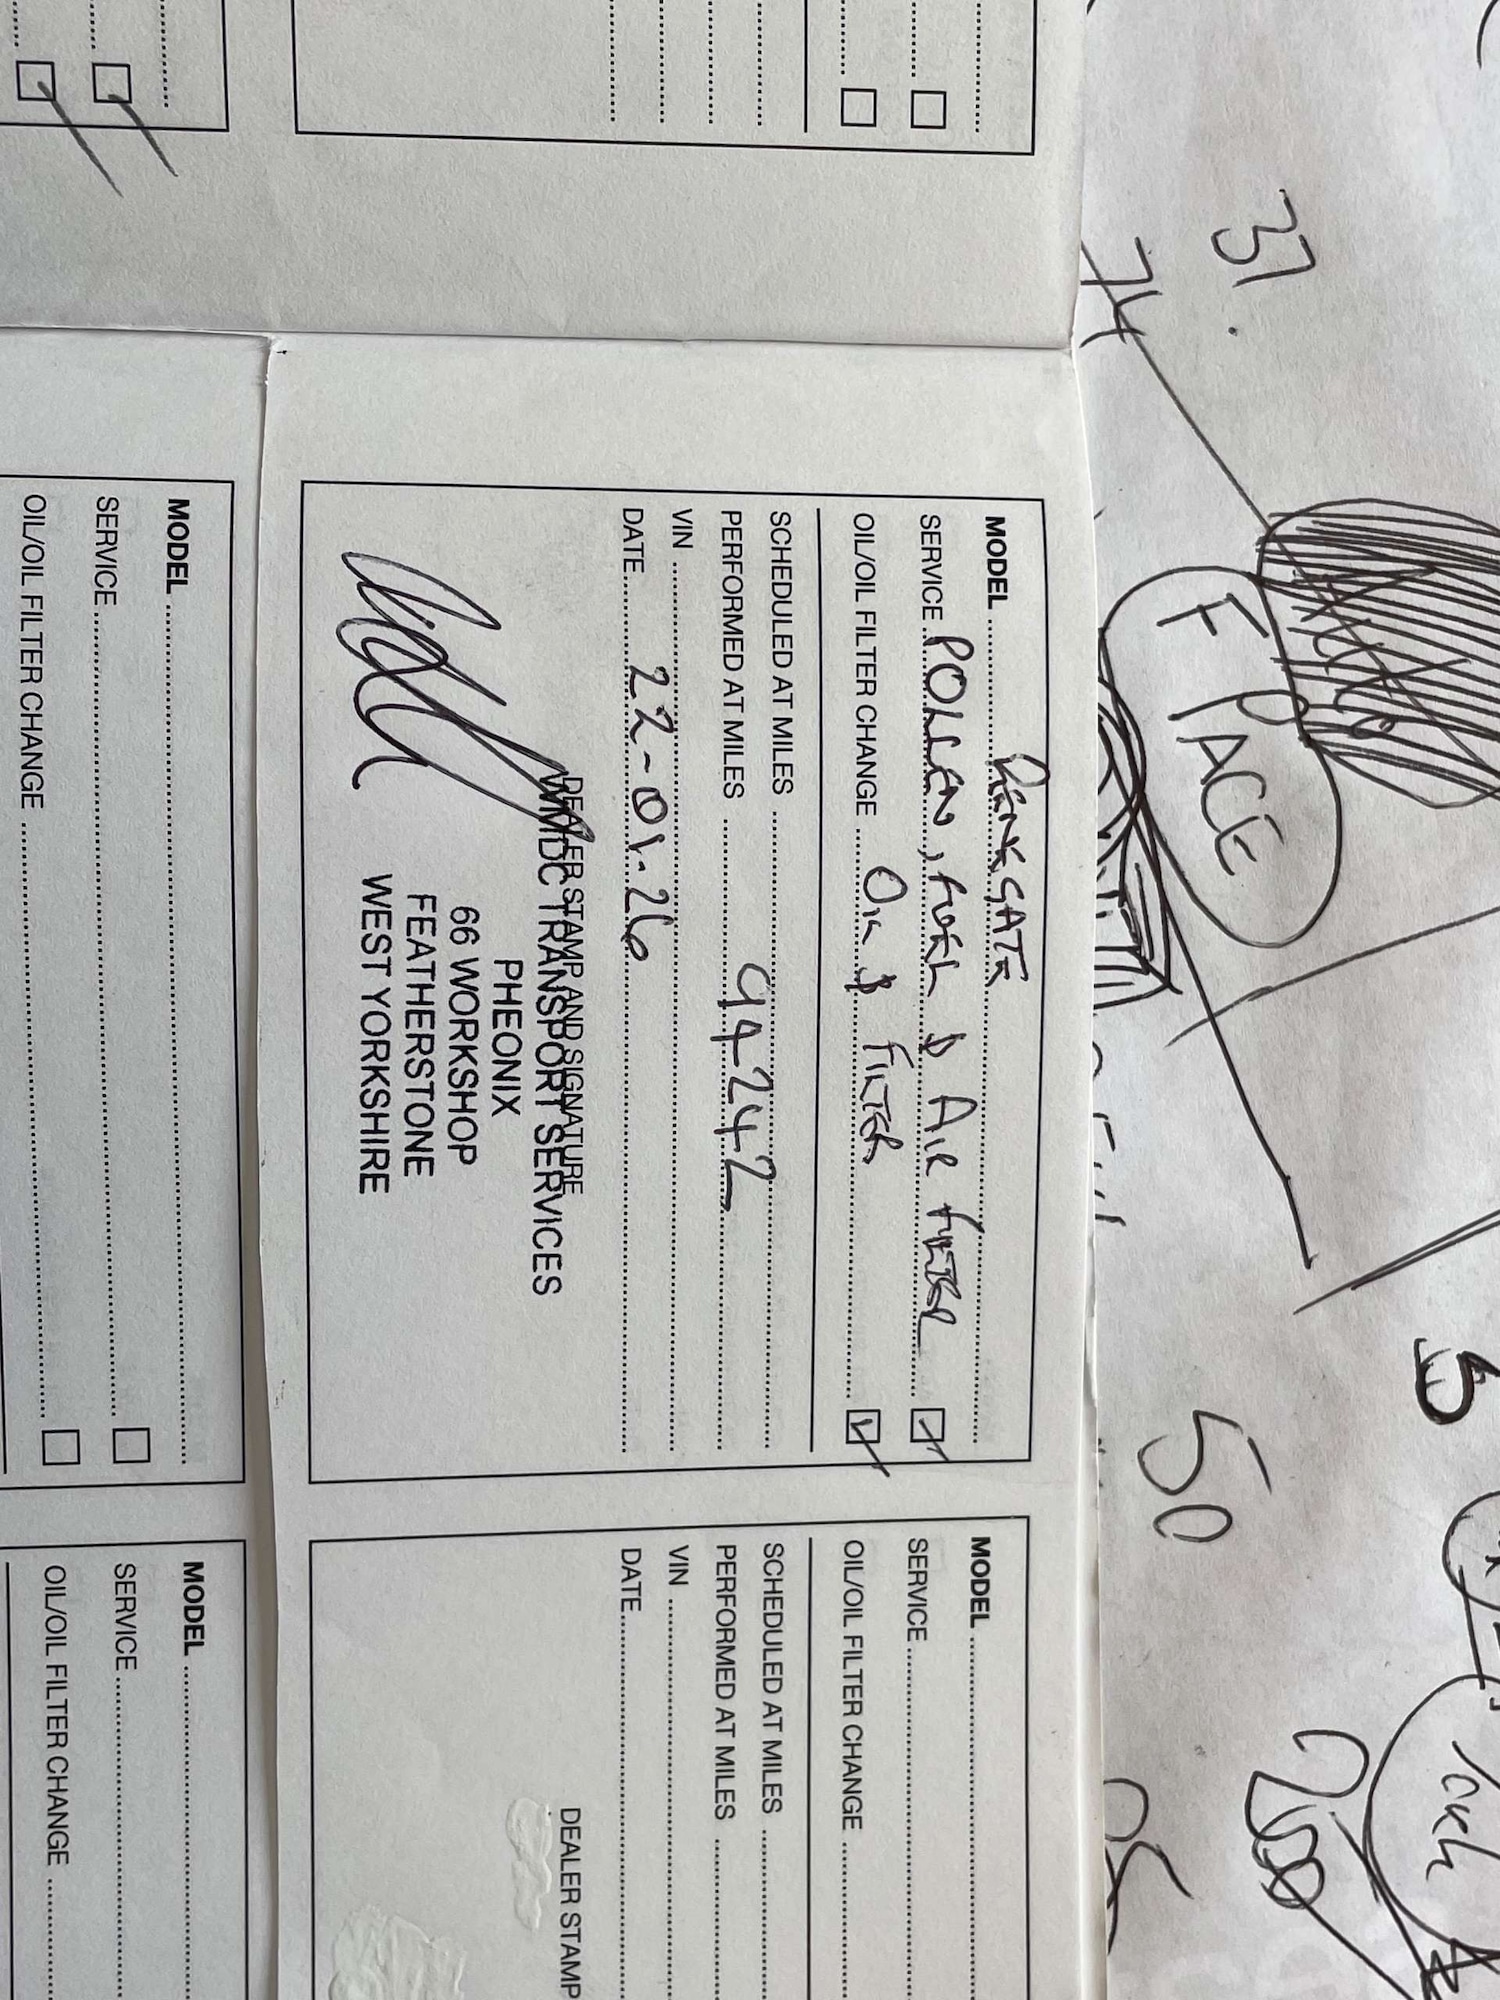 MODEL
SERVICE POLLEN, FUEL & AIR FILTER
OIL/OIL FILTER CHANGE OIL & FILTER
SCHEDULED AT MILES
PERFORMED AT MILES 94242
VIN
DATE 22-01-26
DEALER STAMP AND SIGNATURE
WMDC TRANSPORT SERVICES
PHEONIX
66 WORKSHOP
FEATHERSTONE
WEST YORKSHIRE
MODEL
SERVICE
OIL/OIL FILTER CHANGE
SCHEDULED AT MILES
PERFORMED AT MILES
VIN
DATE
DEALER STAMP
MODEL
SERVICE
OIL/OIL FILTER CHANGE
MODEL
SERVICE
OIL/OIL FILTER CHANGE
37.
74
F PACE
50
5